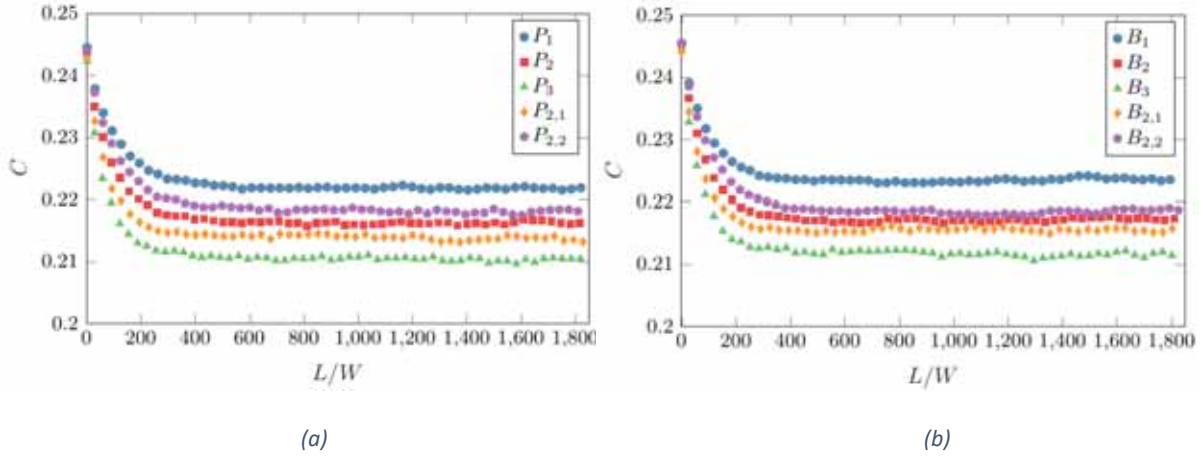 0.25
0.24
0.23
0.22
0.21
0.2
C
0 200 400 600 800 1,000 1,200 1,400 1,600 1,800
L/W
P₁
P₂
P₃
P₂,₁
P₂,₂
(a)
0.25
0.24
0.23
0.22
0.21
0.2
C
0 200 400 600 800 1,000 1,200 1,400 1,600 1,800
L/W
B₁
B₂
B₃
B₂,₁
B₂,₂
(b)